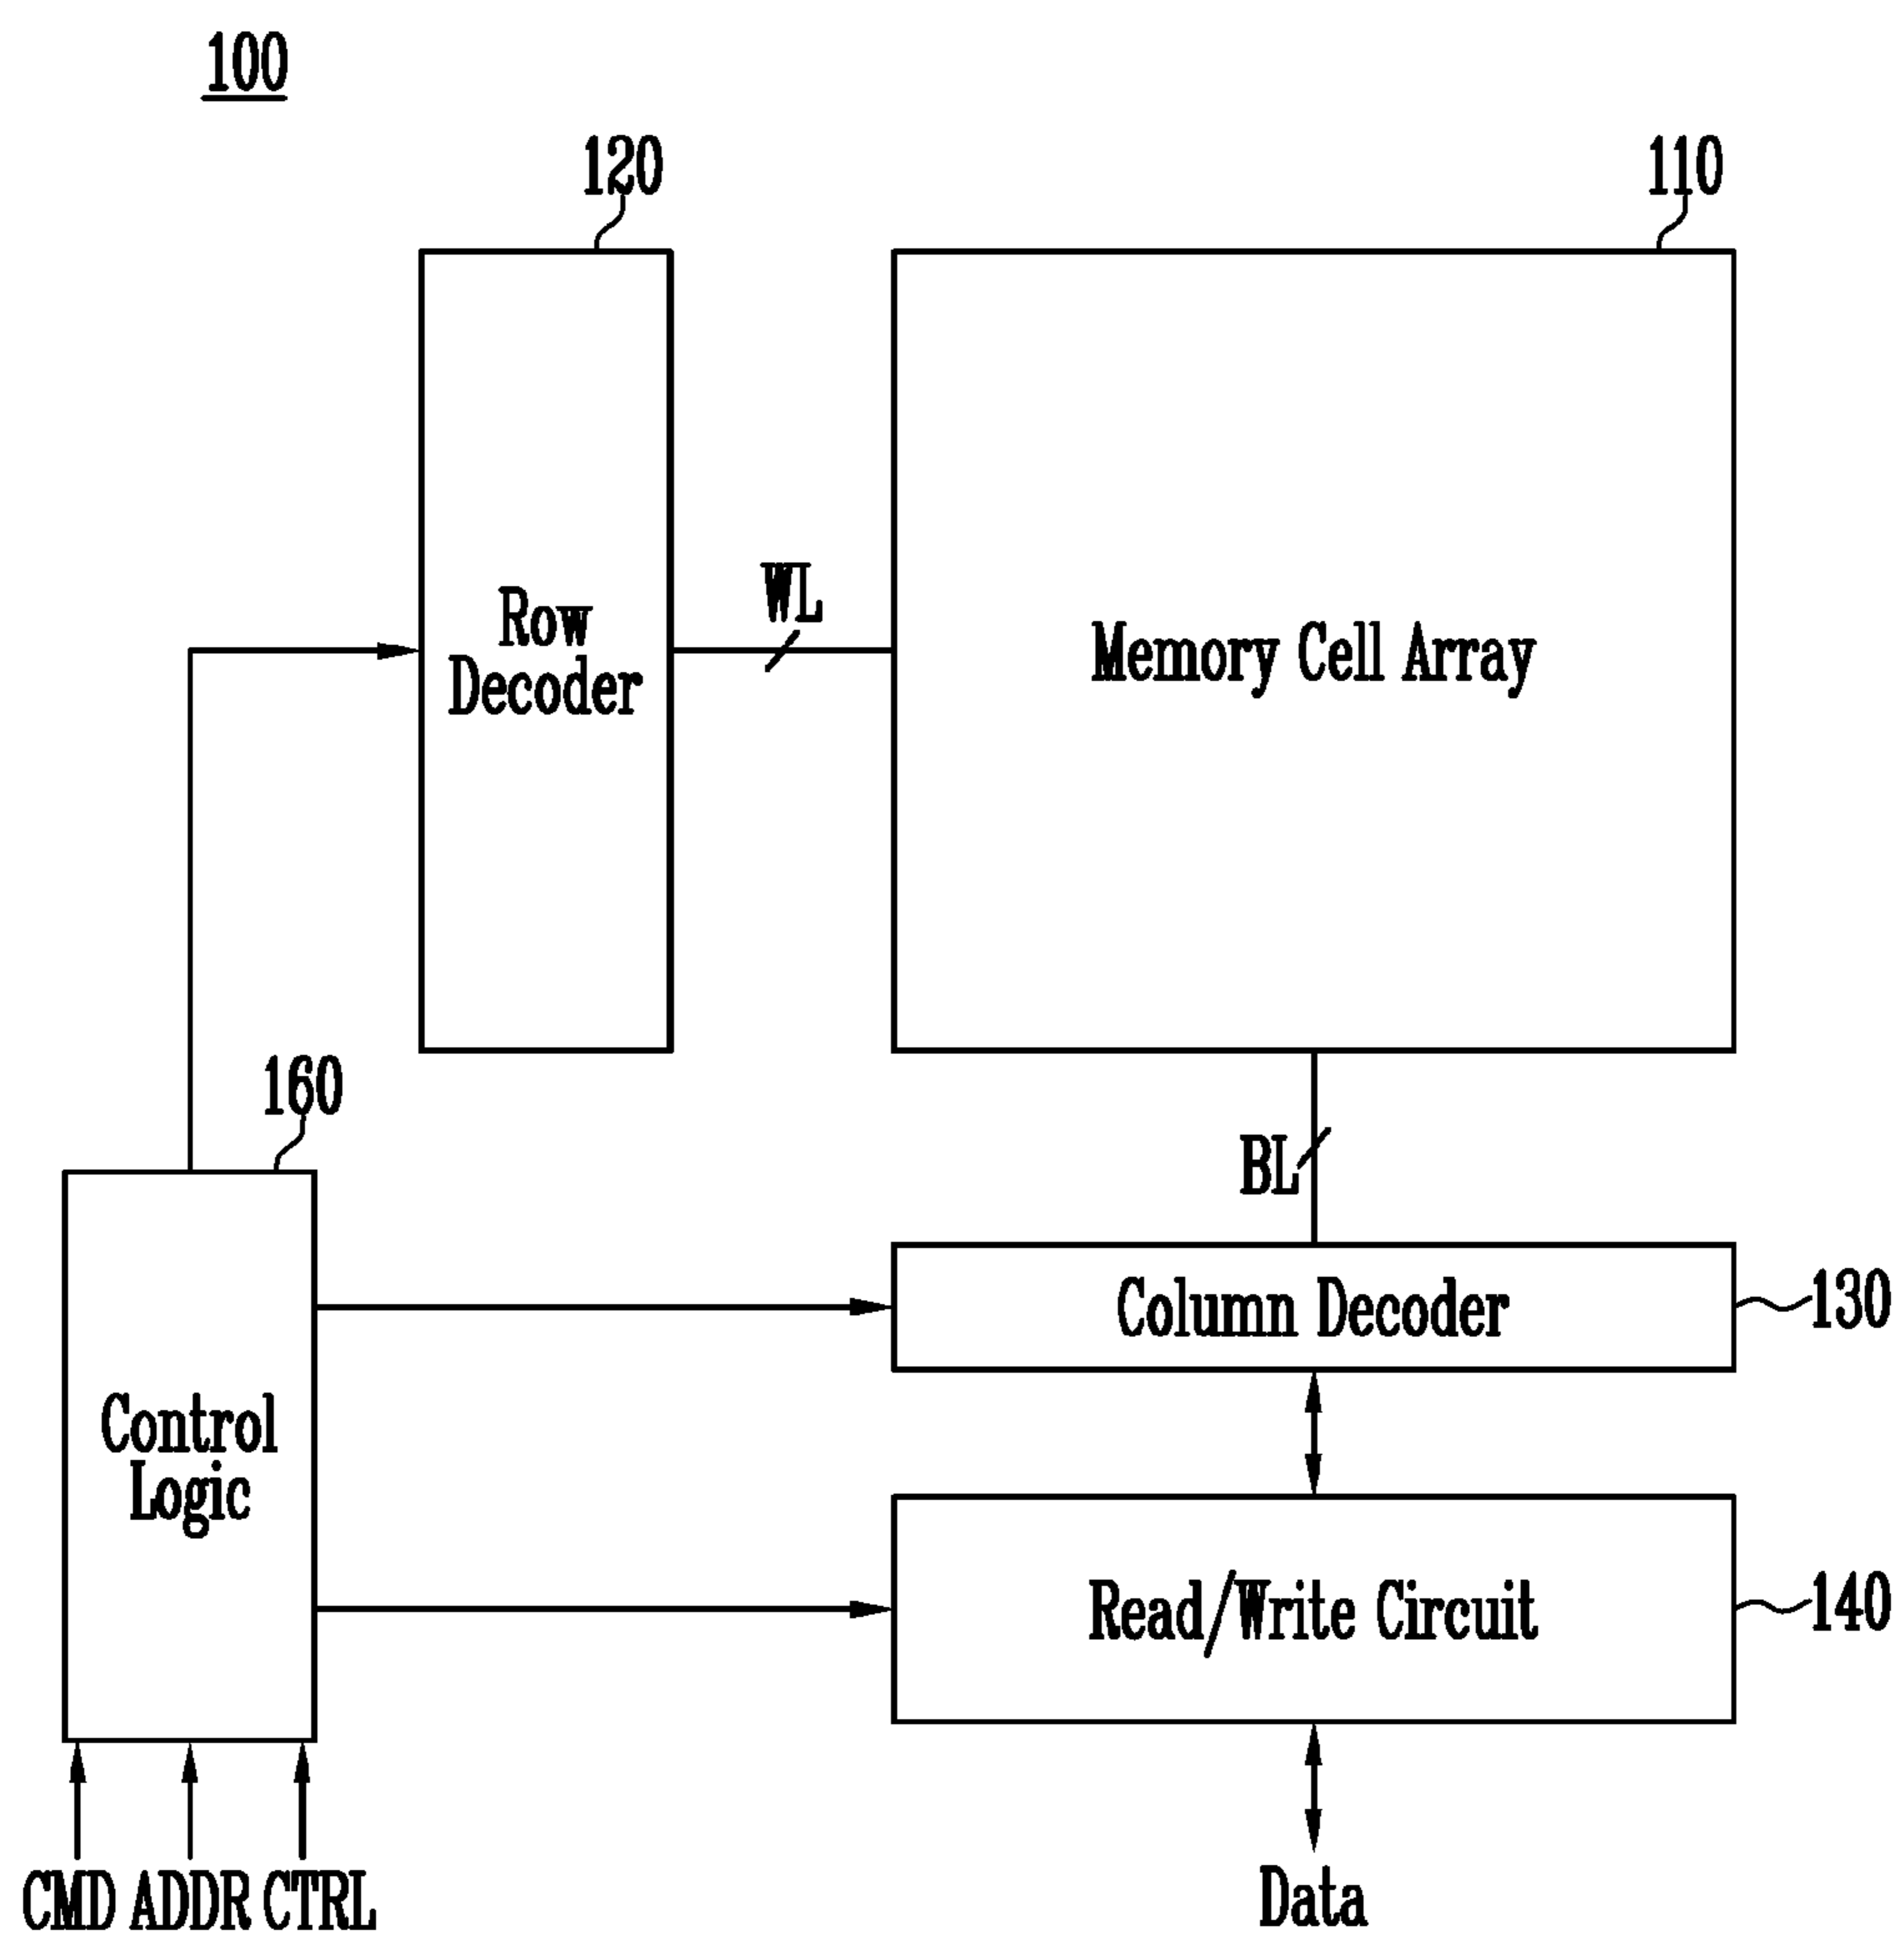 100
120
110
WL
Row
Decoder
Memory Cell Array
160
BL
Column Decoder
130
Control
Logic
Read/Write Circuit
140
CMD ADDR CTRL
Data